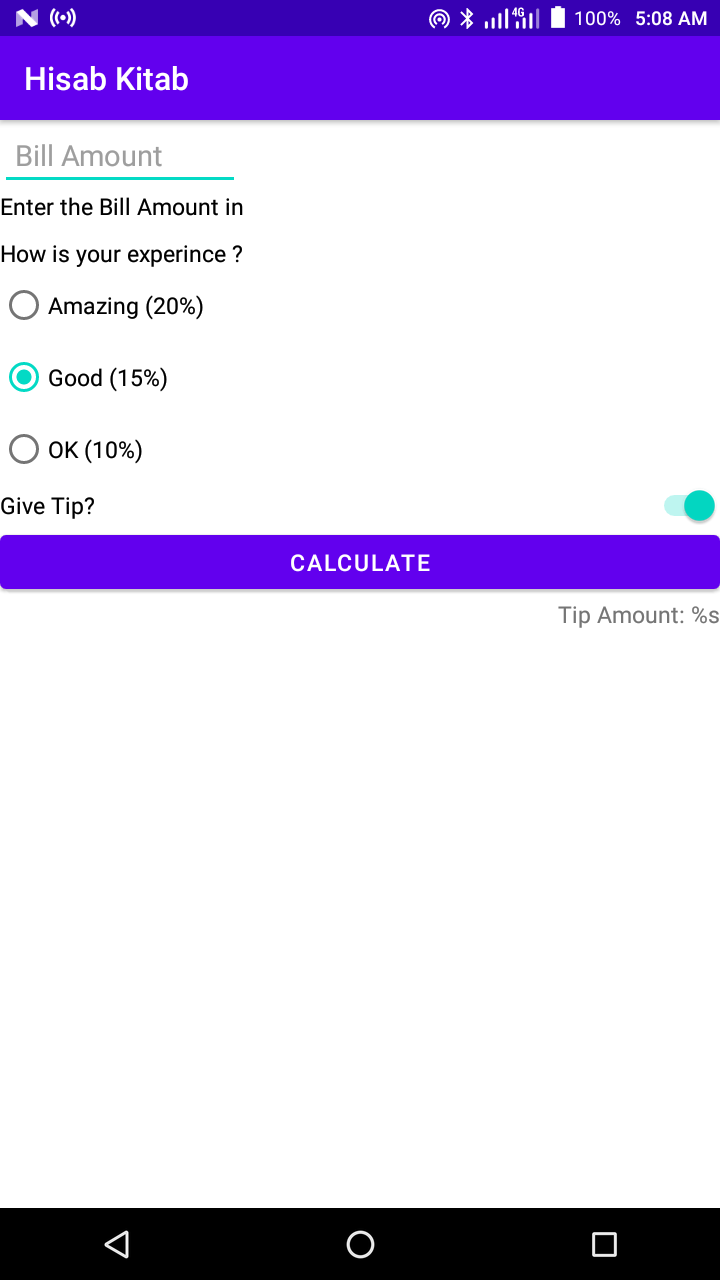 4G 100% 5:08 AM
Hisab Kitab
Bill Amount
Enter the Bill Amount in
How is your experince ?
Amazing (20%)
Good (15%)
OK (10%)
Give Tip?
CALCULATE
Tip Amount: %s